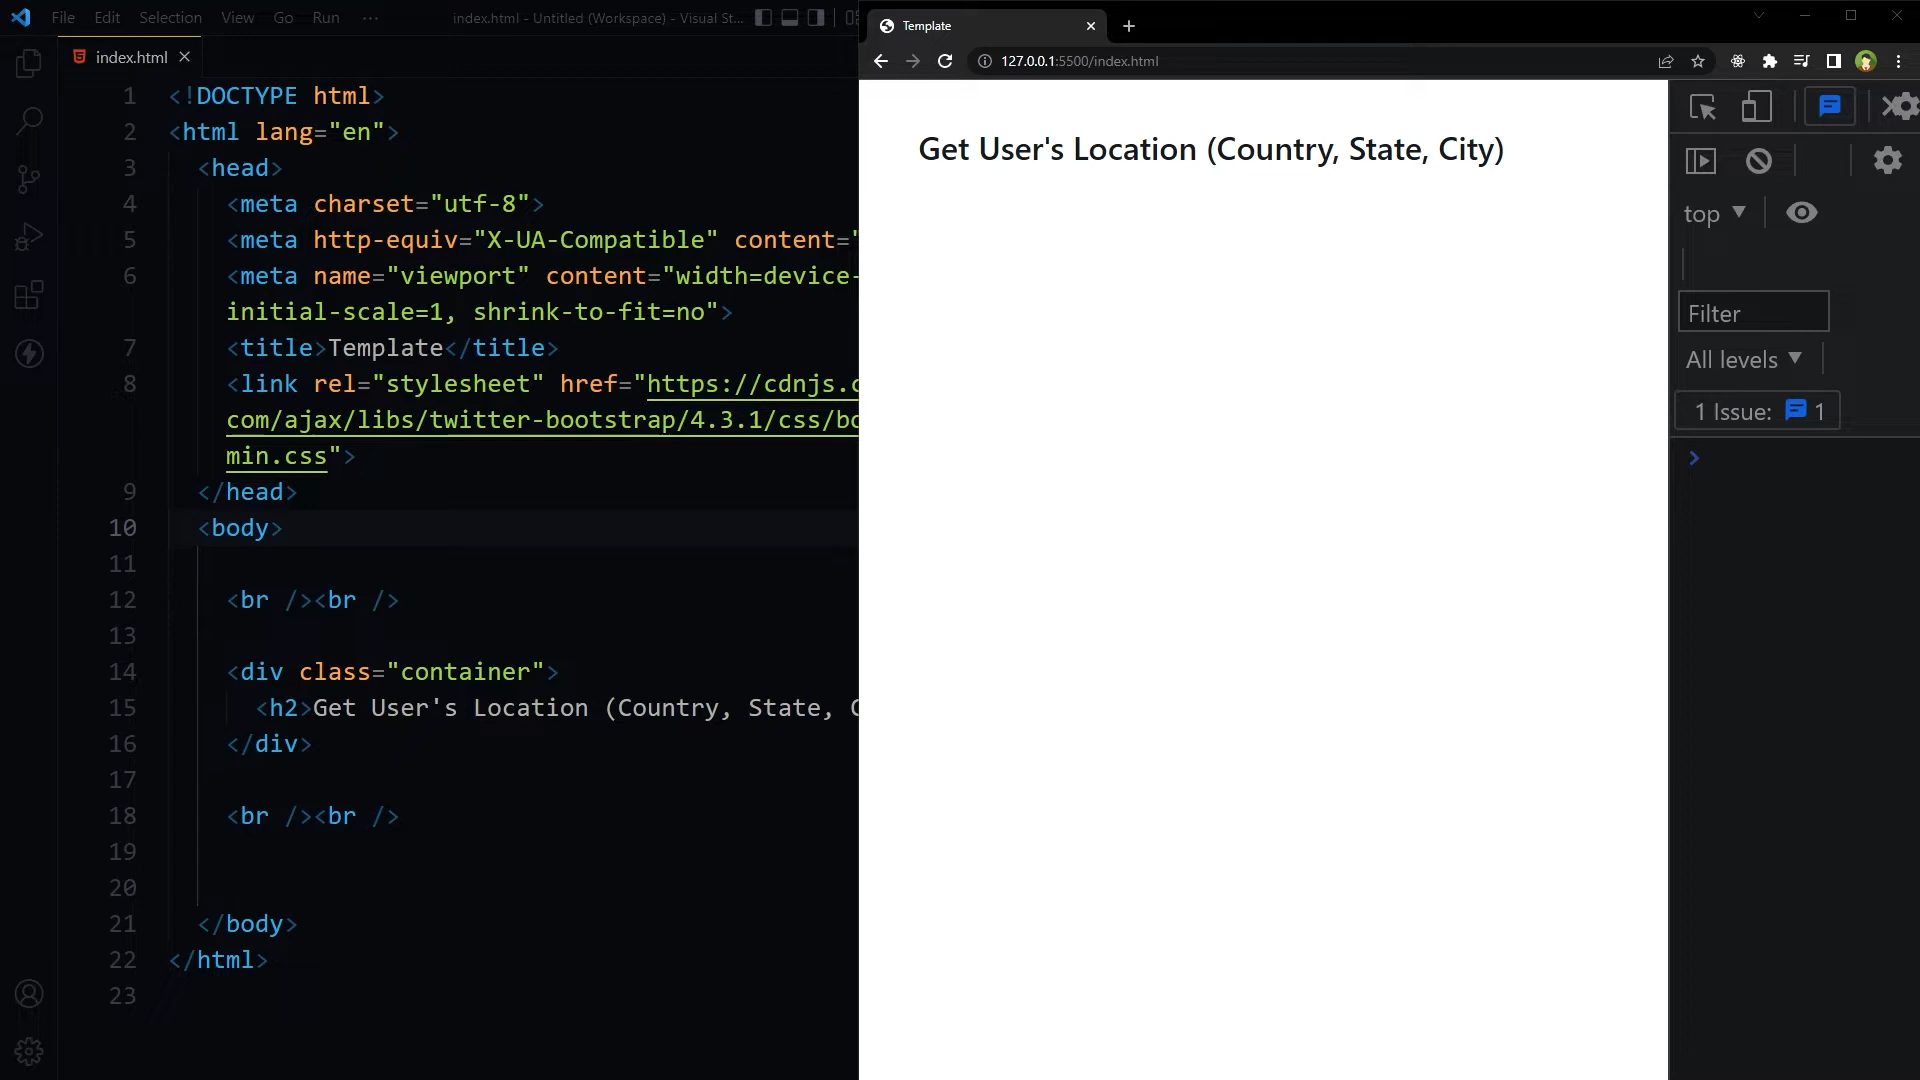 File Edit Selection View Go Run ··· index.html - Untitled (Workspace) - Visual St...
index.html
1 <!DOCTYPE html>
2 <html lang="en">
3 <head>
4 <meta charset="utf-8">
5 <meta http-equiv="X-UA-Compatible" content="
6 <meta name="viewport" content="width=device-
initial-scale=1, shrink-to-fit=no">
7 <title>Template</title>
8 <link rel="stylesheet" href="https://cdnjs.c
com/ajax/libs/twitter-bootstrap/4.3.1/css/bo
min.css">
9 </head>
10 <body>
11
12 <br /><br />
13
14 <div class="container">
15 <h2>Get User's Location (Country, State, C
16 </div>
17
18 <br /><br />
19
20
21 </body>
22 </html>
23
Template
127.0.0.1:5500/index.html
Get User's Location (Country, State, City)
top
Filter
All levels
1 Issue: 1